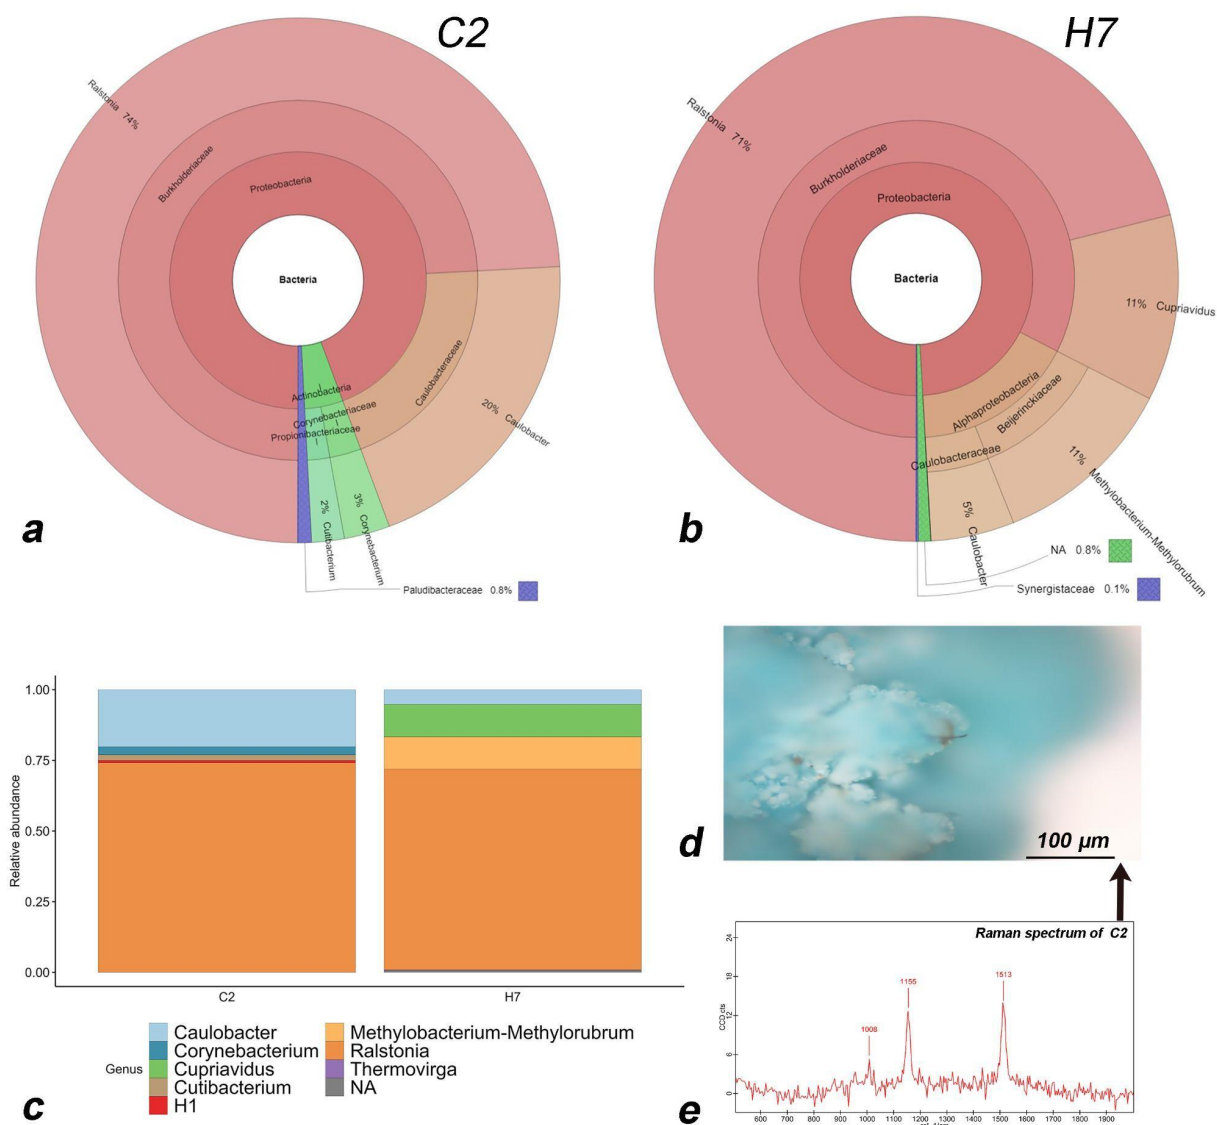 C2
Ralstonia 74%
Burkholderiaceae
Proteobacteria
Bacteria
Actinobacteria
Corynebacteriaceae
Propionibacteriaceae
Caulobacteraceae
20% Caulobacter
2% Cutibacterium
3% Corynebacterium
Paludibacteraceae 0.8%
a
H7
Ralstonia 71%
Burkholderiaceae
Proteobacteria
Bacteria
11% Cupriavidus
Alphaproteobacteria
Beijerinckiaceae
Caulobacteraceae
11% Methylobacterium-Methylorubrum
5% Caulobacter
NA 0.8%
Synergistaceae 0.1%
b
Relative abundance
1.00
0.75
0.50
0.25
0.00
C2
H7
Genus
Caulobacter
Corynebacterium
Cupriavidus
Cutibacterium
H1
Methylobacterium-Methylorubrum
Ralstonia
Thermovirga
NA
c
100 µm
d
Raman spectrum of C2
CCD cts
24
18
12
6
0
1008
1155
1513
600 700 800 900 1000 1100 1200 1300 1400 1500 1600 1700 1800 1900
e